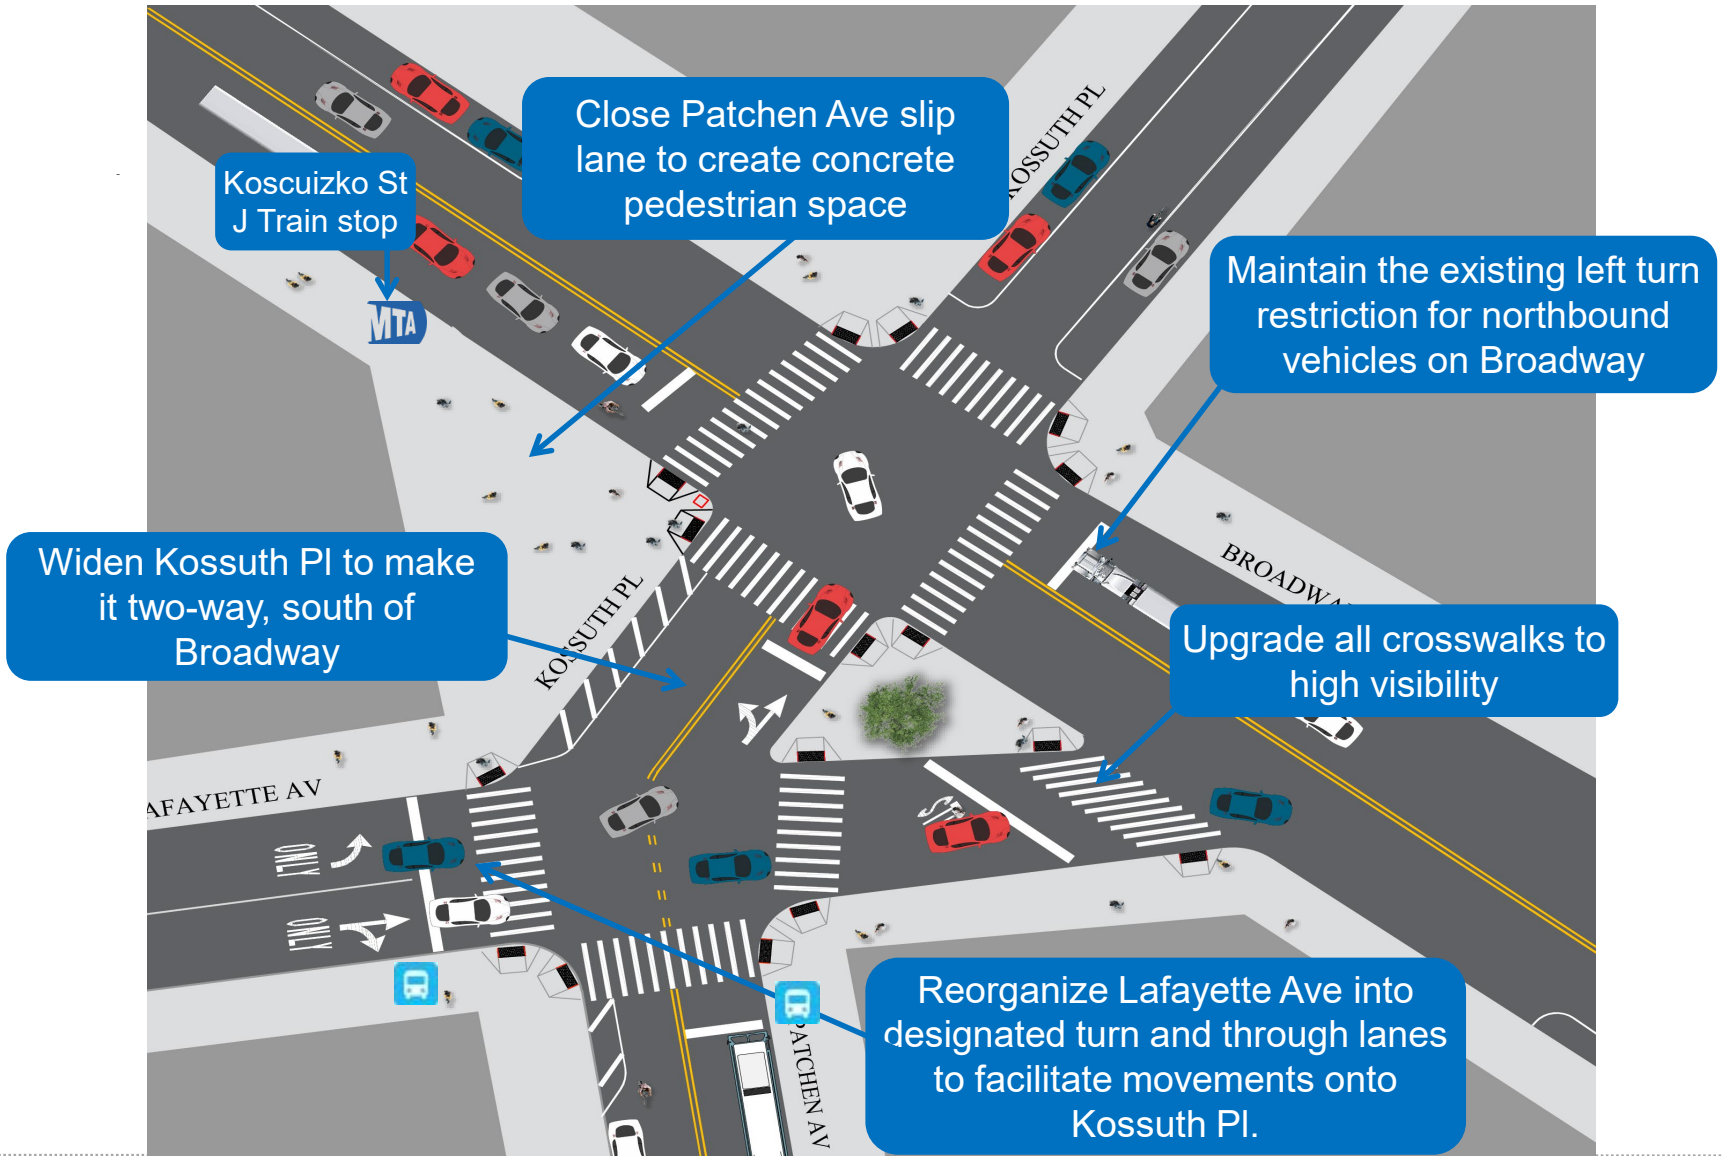 Close Patchen Ave slip
lane to create concrete
pedestrian space
KOSSUTH PL
Koscuizko St
J Train stop
MTA
Maintain the existing left turn
restriction for northbound
vehicles on Broadway
Widen Kossuth Pl to make
it two-way, south of
Broadway
KOSSUTH PL
Upgrade all crosswalks to
high visibility
ONLY
ONLY
Reorganize Lafayette Ave into
designated turn and through lanes
to facilitate movements onto
Kossuth Pl.
PATCHEN AV